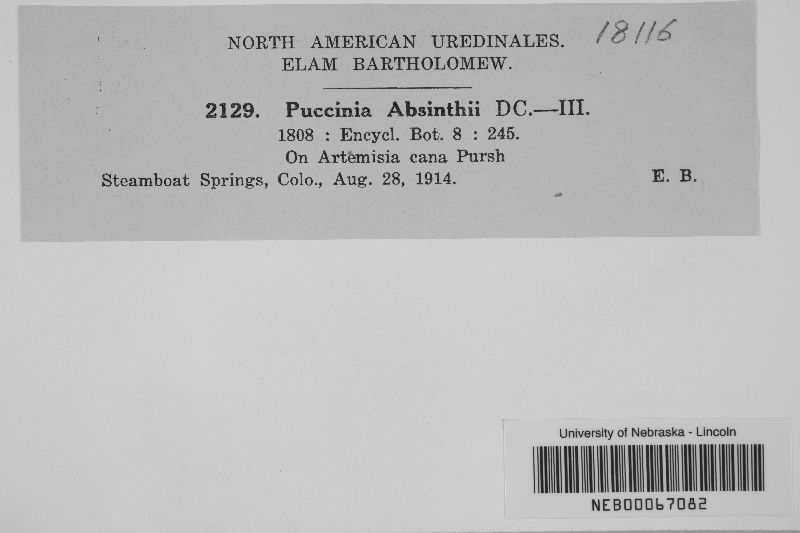 NORTH AMERICAN UREDINALES. 18116
ELAM BARTHOLOMEW.
2129. Puccinia Absinthii DC.—III.
1808 : Encycl. Bot. 8 : 245.
On Artemisia cana Pursh
Steamboat Springs, Colo., Aug. 28, 1914. E. B.
University of Nebraska - Lincoln
NEB00067082